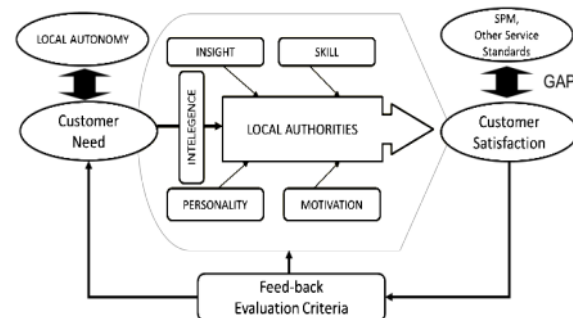 LOCAL AUTONOMY
Customer
Need
INTELEGENCE
INSIGHT
SKILL
LOCAL AUTHORITIES
PERSONALITY
MOTIVATION
SPM,
Other Service
Standards
GAP
Customer
Satisfaction
Feed-back
Evaluation Criteria